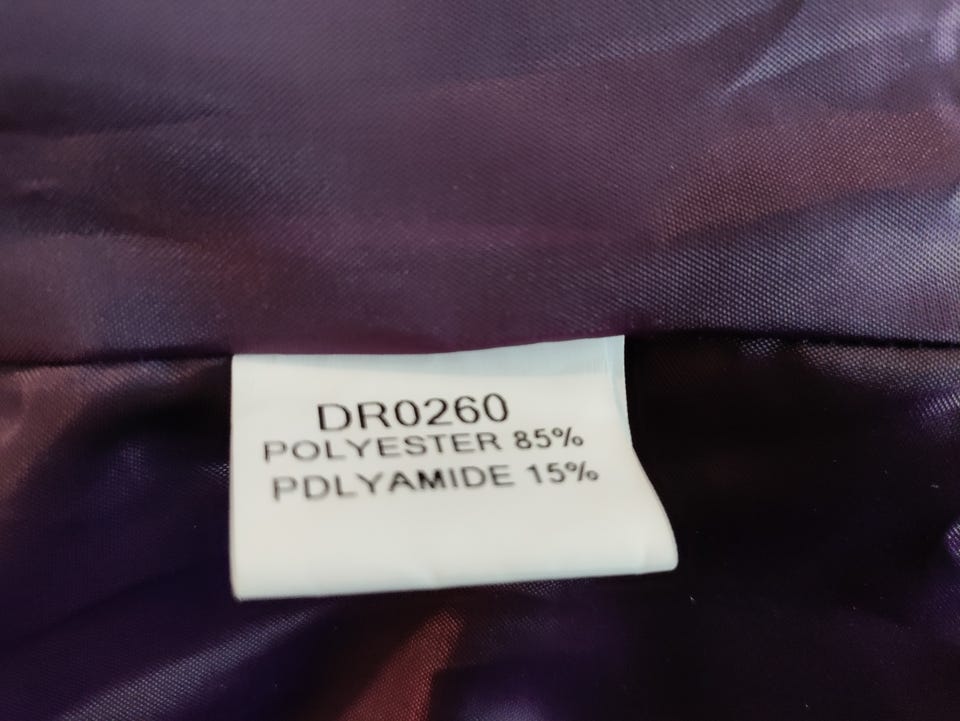 DR0260
POLYESTER 85%
PDLYAMIDE 15%